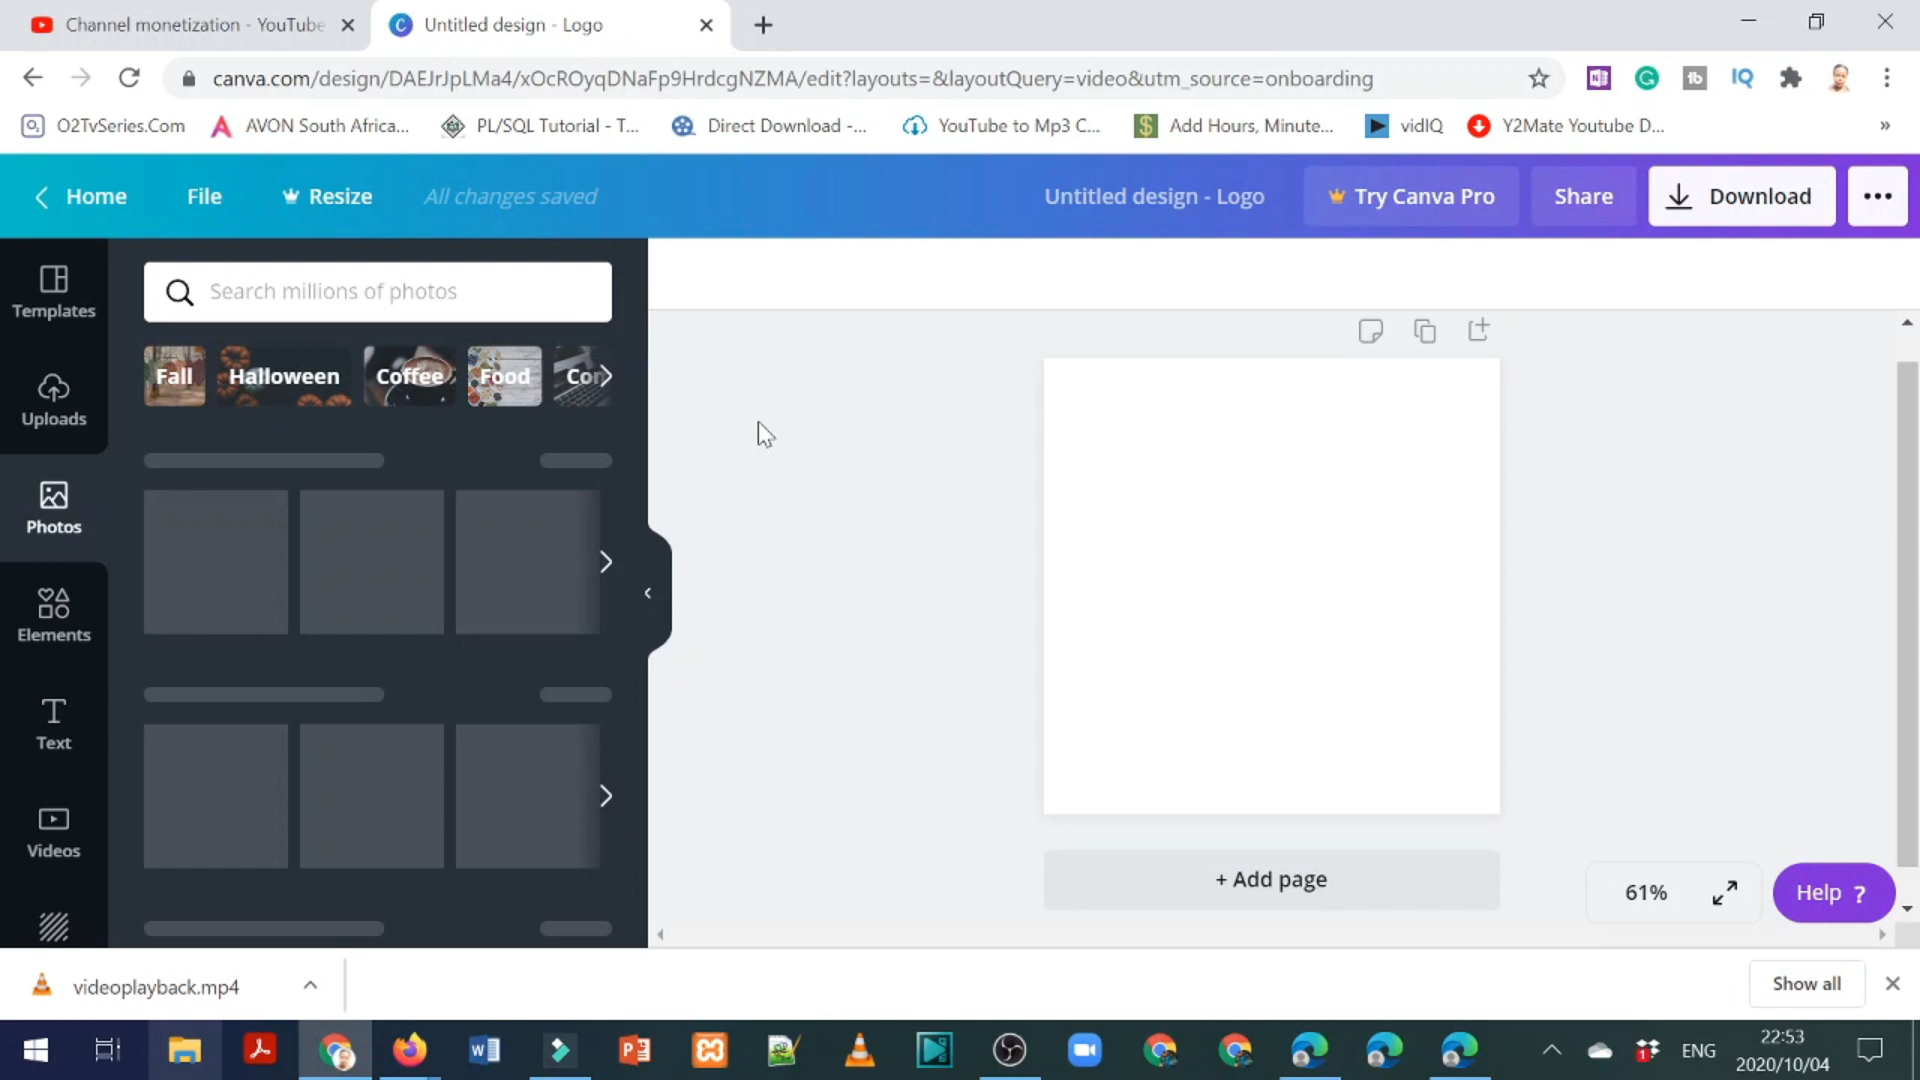 Channel monetization - YouTube
Untitled design - Logo
canva.com/design/DAEJrJpLMa4/xOcROyqDNaFp9HrdcgNZMA/edit?layouts=&layoutQuery=video&utm_source=onboarding
O2TvSeries.Com
AVON South Africa...
PL/SQL Tutorial - T...
Direct Download -...
YouTube to Mp3 C...
Add Hours, Minute...
vidIQ
Y2Mate Youtube D...
Home
File
Resize
All changes saved
Untitled design - Logo
Try Canva Pro
Share
Download
Templates
Uploads
Photos
Elements
Text
Videos
Search millions of photos
Fall
Halloween
Coffee
Food
+ Add page
61%
Help ?
videoplayback.mp4
Show all
ENG
22:53
2020/10/04